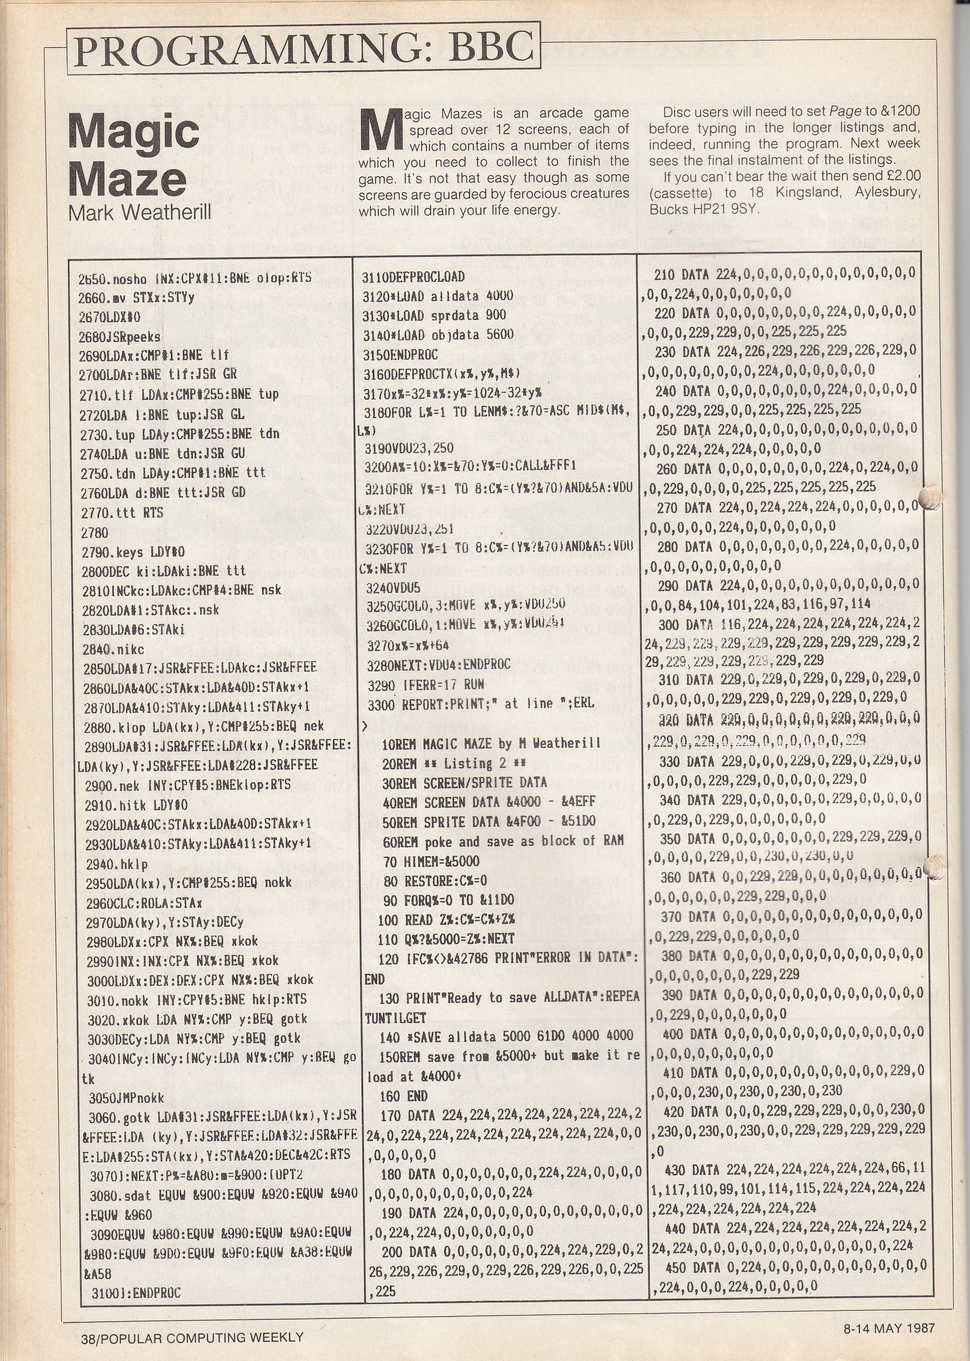 PROGRAMMING: BBC
Magic
Maze
Mark Weatherill
Magic Mazes is an arcade game
spread over 12 screens, each of
which contains a number of items
which you need to collect to finish the
game. It's not that easy though as some
screens are guarded by ferocious creatures
which will drain your life energy.
Disc users will need to set Page to &1200
before typing in the longer listings and,
indeed, running the program. Next week
sees the final instalment of the listings.
If you can't bear the wait then send £2.00
(cassette) to 18 Kingsland, Aylesbury,
Bucks HP21 9SY.
2650.nosho INX:CPX#11:BNE olop:RTS
2660.mv STXx:STYy
2670LDX#0
2680JSRpeeks
2690LDAx:CMP#1:BNE tlf
2700LDAr:BNE tlf:JSR GR
2710.tlf LDAx:CMP#255:BNE tup
2720LDA l:BNE tup:JSR GL
2730.tup LDAy:CMP#255:BNE tdn
2740LDA u:BNE tdn:JSR GU
2750.tdn LDAy:CMP#1:BNE ttt
2760LDA d:BNE ttt:JSR GD
2770.ttt RTS
2780
2790.keys LDY#0
2800DEC ki:LDAki:BNE ttt
2810INCkc:LDAkc:CMP#4:BNE nsk
2820LDA#1:STAkc:.nsk
2830LDA#6:STAki
2840.nikc
2850LDA#17:JSR&FFEE:LDAkc:JSR&FFEE
2860LDA&40C:STAkx:LDA&40D:STAkx+1
2870LDA&410:STAky:LDA&411:STAky+1
2880.klop LDA(kx),Y:CMP#255:BEQ nek
2890LDA#31:JSR&FFEE:LDA(kx),Y:JSR&FFEE:
LDA(ky),Y:JSR&FFEE:LDA#228:JSR&FFEE
2900.nek INY:CPY#5:BNEklop:RTS
2910.hitk LDY#0
2920LDA&40C:STAkx:LDA&40D:STAkx+1
2930LDA&410:STAky:LDA&411:STAky+1
2940.hklp
2950LDA(kx),Y:CMP#255:BEQ nokk
2960CLC:ROLA:STAx
2970LDA(ky),Y:STAy:DECy
2980LDXx:CPX NX%:BEQ xkok
2990INX:INX:CPX NX%:BEQ xkok
3000LDXx:DEX:DEX:CPX NX%:BEQ xkok
3010.nokk INY:CPY#5:BNE hklp:RTS
3020.xkok LDA NY%:CMP y:BEQ gotk
3030DECy:LDA NY%:CMP y:BEQ gotk
3040INCy:INCy:INCy:LDA NY%:CMP y:BEQ go
tk
3050JMPnokk
3060.gotk LDA#31:JSR&FFEE:LDA(kx),Y:JSR
&FFEE:LDA (ky),Y:JSR&FFEE:LDA#32:JSR&FFE
E:LDA#255:STA(kx),Y:STA&420:DEC&42C:RTS
3070]:NEXT:P%=&A80:m=&900:[OPT2
3080.sdat EQUW &900:EQUW &920:EQUW &940
:EQUW &960
3090EQUW &980:EQUW &990:EQUW &9A0:EQUW
&9B0:EQUW &9D0:EQUW &9F0:EQUW &A38:EQUW
&A58
3100]:ENDPROC
3110DEFPROCLOAD
3120*LOAD alldata 4000
3130*LOAD sprdata 900
3140*LOAD objdata 5600
3150ENDPROC
3160DEFPROCTX(x%,y%,M$)
3170x%=32*x%:y%=1024-32*y%
3180FOR L%=1 TO LENM$:?&70=ASC MID$(M$,
L%)
3190VDU23,250
3200A%=10:X%=&70:Y%=0:CALL&FFF1
3210FOR Y%=1 TO 8:C%=(Y%?&70)AND&5A:VDU
C%:NEXT
3220VDU23,251
3230FOR Y%=1 TO 8:C%=(Y%?&70)AND&A5:VDU
C%:NEXT
3240VDU5
3250GCOL0,3:MOVE x%,y%:VDU250
3260GCOL0,1:MOVE x%,y%:VDU251
3270x%=x%+64
3280NEXT:VDU4:ENDPROC
3290 IFERR=17 RUN
3300 REPORT:PRINT;" at line ";ERL
>
10REM MAGIC MAZE by M Weatherill
20REM ** Listing 2 **
30REM SCREEN/SPRITE DATA
40REM SCREEN DATA &4000 - &4EFF
50REM SPRITE DATA &4F00 - &51D0
60REM poke and save as block of RAM
70 HIMEM=&5000
80 RESTORE:C%=0
90 FORQ%=0 TO &11D0
100 READ Z%:C%=C%+Z%
110 Q%?&5000=Z%:NEXT
120 IFC%<>&42786 PRINT"ERROR IN DATA":
END
130 PRINT"Ready to save ALLDATA":REPEA
TUNTILGET
140 *SAVE alldata 5000 61D0 4000 4000
150REM save from &5000+ but make it re
load at &4000+
160 END
170 DATA 224,224,224,224,224,224,224,2
24,0,224,224,224,224,224,224,224,224,0,0
,0,0,0,0,0
180 DATA 0,0,0,0,0,0,0,224,224,0,0,0,0
,0,0,0,0,0,0,0,0,0,0,224
190 DATA 224,0,0,0,0,0,0,0,0,0,0,0,0,0
,0,224,224,0,0,0,0,0,0,0
200 DATA 0,0,0,0,0,0,0,224,224,229,0,2
26,229,226,229,0,229,226,229,226,0,0,225
,225
210 DATA 224,0,0,0,0,0,0,0,0,0,0,0,0,0
,0,0,224,0,0,0,0,0,0,0
220 DATA 0,0,0,0,0,0,0,0,224,0,0,0,0,0
,0,0,0,229,229,0,0,225,225,225
230 DATA 224,226,229,226,229,226,229,0
,0,0,0,0,0,0,0,0,224,0,0,0,0,0,0,0
240 DATA 0,0,0,0,0,0,0,0,224,0,0,0,0,0
,0,0,229,229,0,0,225,225,225,225
250 DATA 224,0,0,0,0,0,0,0,0,0,0,0,0,0
,0,0,224,224,224,0,0,0,0,0
260 DATA 0,0,0,0,0,0,0,0,224,0,224,0,0
,0,229,0,0,0,0,225,225,225,225,225
270 DATA 224,0,224,224,224,0,0,0,0,0,0
,0,0,0,0,0,224,0,0,0,0,0,0,0
280 DATA 0,0,0,0,0,0,0,0,224,0,0,0,0,0
,0,0,0,0,0,0,0,0,0,0
290 DATA 224,0,0,0,0,0,0,0,0,0,0,0,0,0
,0,0,84,104,101,224,83,116,97,114
300 DATA 116,224,224,224,224,224,224,2
24,229,229,229,229,229,229,229,229,229,2
29,229,229,229,229,229,229
310 DATA 229,0,229,0,229,0,229,0,229,0
,0,0,0,0,0,229,229,0,229,0,229,0,229,0
320 DATA 229,0,0,0,0,0,0,229,229,0,0,0
,229,0,229,0,229,0,0,0,0,0,0,229
330 DATA 229,0,0,0,229,0,229,0,229,0,0
,0,0,0,0,0,229,229,0,0,0,0,229,0
340 DATA 229,0,0,0,0,0,0,229,0,0,0,0,0
,0,229,229,0,0,0,0,0,0,0,0
350 DATA 0,0,0,0,0,0,0,0,229,229,229,0
,0,0,0,0,229,0,0,230,0,230,0,0
360 DATA 0,0,229,229,0,0,0,0,0,0,0,0,0
,0,0,0,0,0,0,229,229,0,0,0
370 DATA 0,0,0,0,0,0,0,0,0,0,0,0,0,0,0
,0,229,229,0,0,0,0,0,0
380 DATA 0,0,0,0,0,0,0,0,0,0,0,0,0,0,0
,0,0,0,0,0,0,0,229,229
390 DATA 0,0,0,0,0,0,0,0,0,0,0,0,0,0,0
,0,229,0,0,0,0,0,0,0
400 DATA 0,0,0,0,0,0,0,0,0,0,0,0,0,0,0
,0,0,0,0,0,0,0,0,0
410 DATA 0,0,0,0,0,0,0,0,0,0,0,0,229,0
,0,0,0,0,230,0,230,0,230,0,230
420 DATA 0,0,0,229,229,229,0,0,0,230,0
,230,0,230,0,230,0,0,229,229,229,229,229
,0
430 DATA 224,224,224,224,224,224,66,11
1,117,110,99,101,114,115,224,224,224,224
,224,224,224,224,224,224
440 DATA 224,224,224,224,224,224,224,2
24,224,0,0,0,0,0,0,0,0,0,0,0,0,0,0,224
450 DATA 0,224,0,0,0,0,0,0,0,0,0,0,0,0
,224,0,0,0,224,0,0,0,0,0
38/POPULAR COMPUTING WEEKLY
8-14 MAY 1987